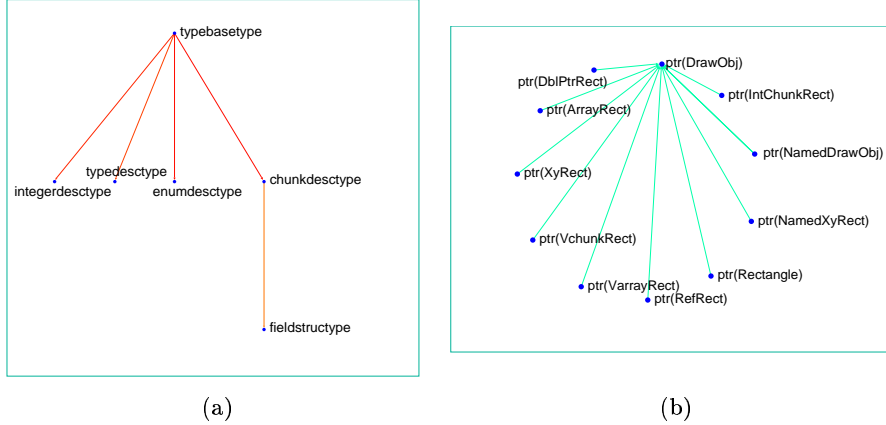 typebasetype
typedesctype
integerdesctype
enumdesctype
chunkdesctype
fieldstructype
(a)
ptr(DrawObj)
ptr(DblPtrRect)
ptr(IntChunkRect)
ptr(ArrayRect)
ptr(NamedDrawObj)
ptr(XyRect)
ptr(NamedXyRect)
ptr(VchunkRect)
ptr(Rectangle)
ptr(VarrayRect)
ptr(RefRect)
(b)